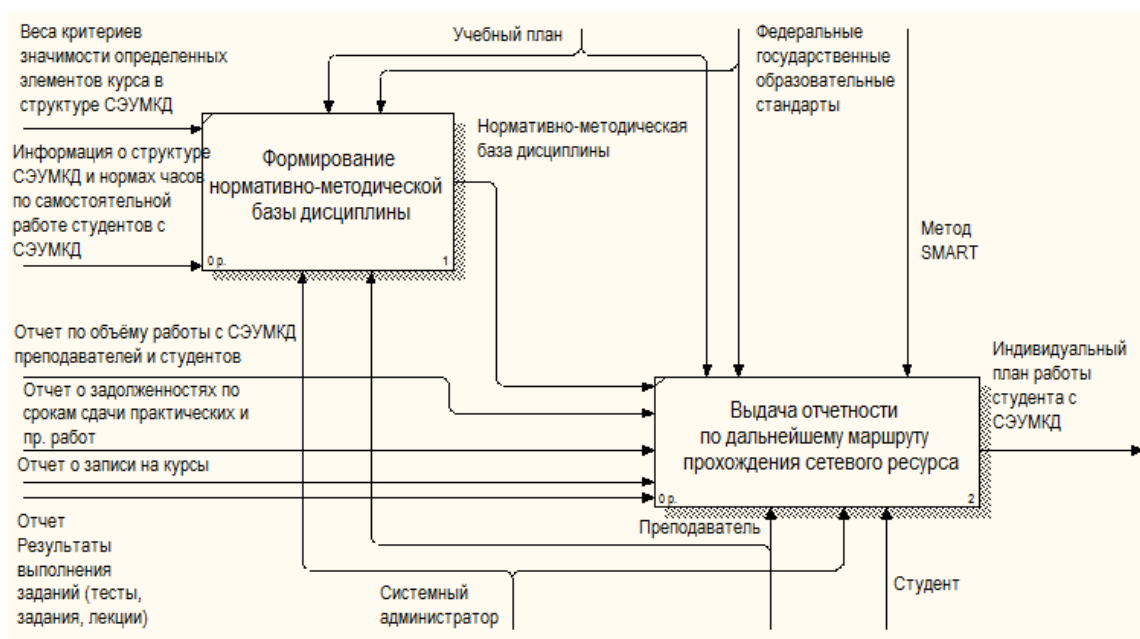 Веса критериев
значимости определенных
элементов курса в
структуре СЭУМКД
Учебный план
Федеральные
государственные
образовательные
стандарты
Информация о структуре
СЭУМКД и нормах часов
по самостоятельной
работе студентов с
СЭУМКД
Формирование
нормативно-методической
базы дисциплины
0 р.
1
Нормативно-методическая
база дисциплины
Метод
SMART
Отчет по объёму работы с СЭУМКД
преподавателей и студентов
Отчет о задолженностях по
срокам сдачи практических и
пр. работ
Отчет о записи на курсы
Выдача отчетности
по дальнейшему маршруту
прохождения сетевого ресурса
0 р.
2
Индивидуальный
план работы
студента с
СЭУМКД
Отчет
Результаты
выполнения
заданий (тесты,
задания, лекции)
Системный
администратор
Преподаватель
Студент